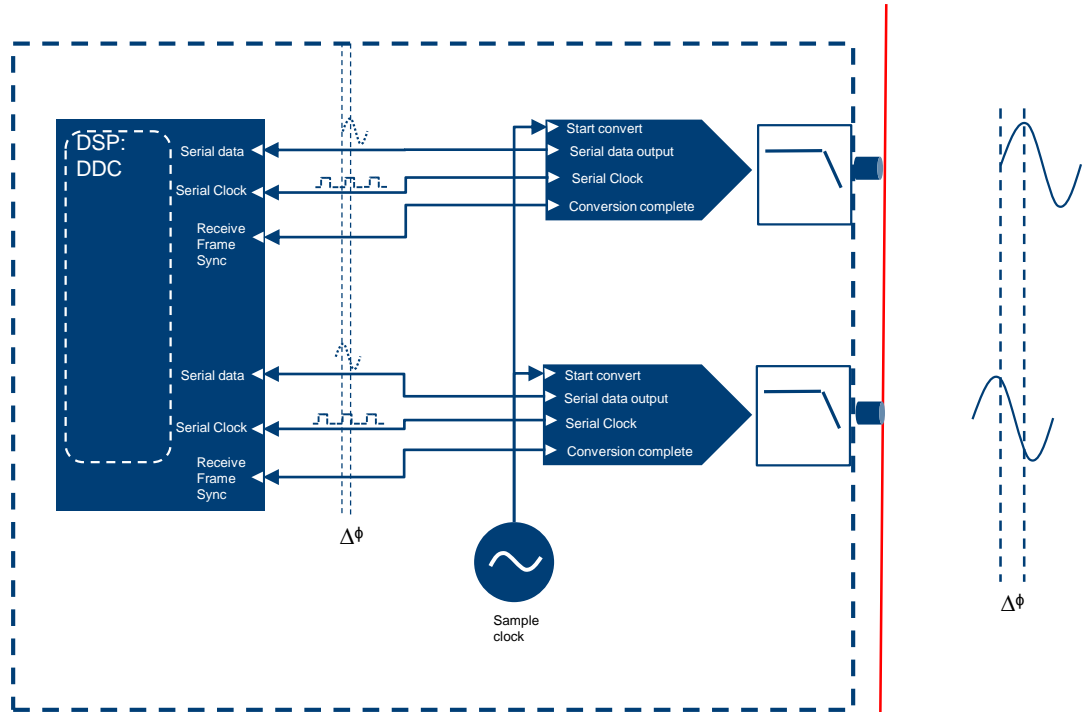 DSP:
DDC
Serial data
Serial Clock
Receive
Frame
Sync
Start convert
Serial data output
Serial Clock
Conversion complete
Serial data
Serial Clock
Receive
Frame
Sync
Start convert
Serial data output
Serial Clock
Conversion complete
Δϕ
Sample
clock
Δϕ